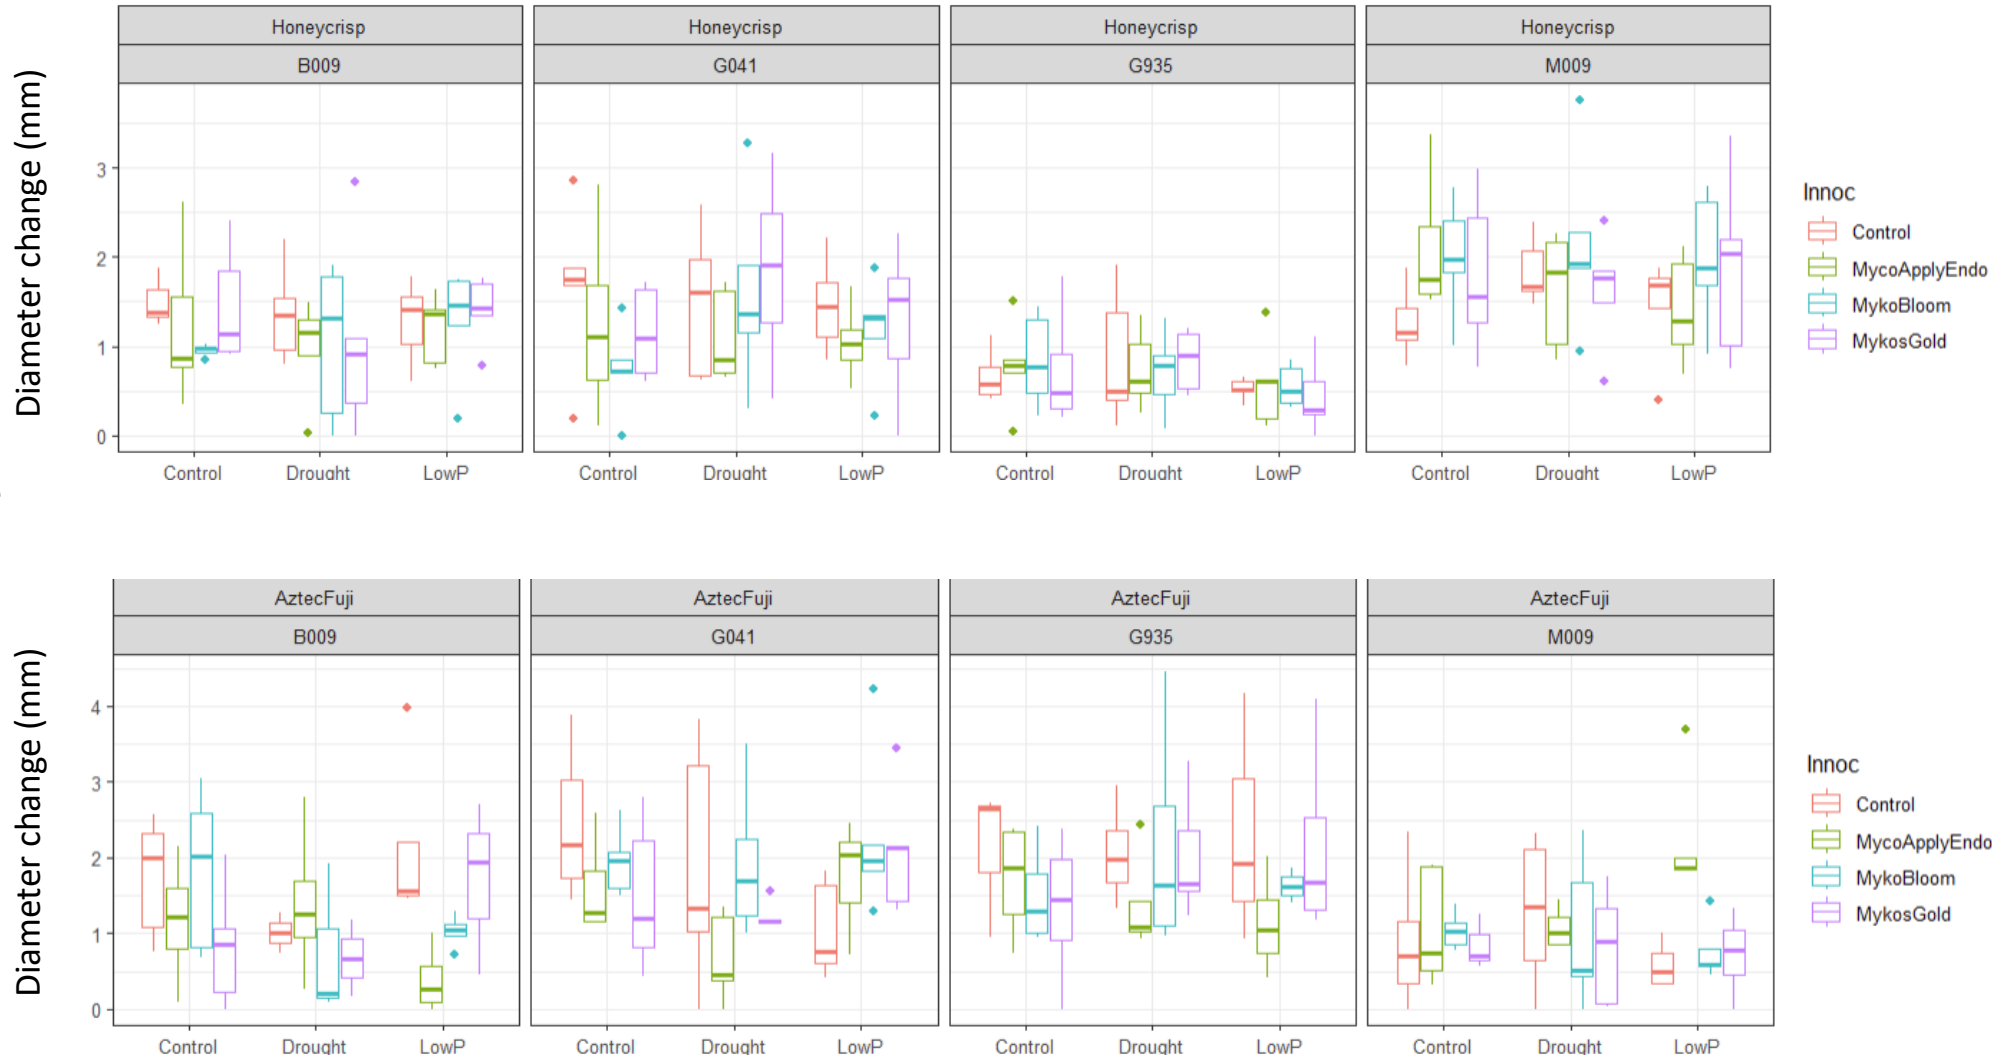 Honeycrisp Honeycrisp Honeycrisp Honeycrisp
B009 G041 G935 M009
Diameter change (mm)
3
2
1
0
Control Drought LowP Control Drought LowP Control Drought LowP Control Drought LowP
Innoc
Control
MycoApplyEndo
MykoBloom
MykosGold
AztecFuji AztecFuji AztecFuji AztecFuji
B009 G041 G935 M009
Diameter change (mm)
4
3
2
1
0
Control Drought LowP Control Drought LowP Control Drought LowP Control Drought LowP
Innoc
Control
MycoApplyEndo
MykoBloom
MykosGold